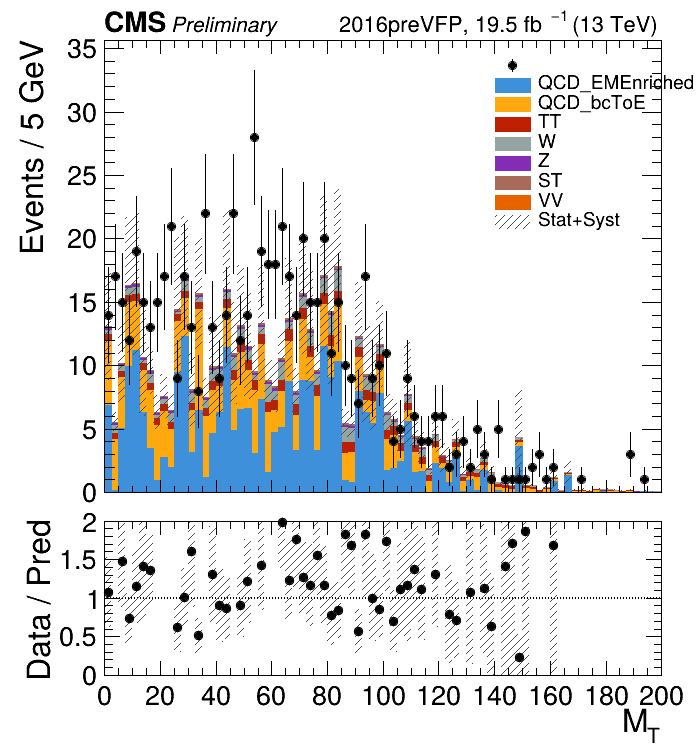 CMS Preliminary 2016preVFP, 19.5 fb⁻¹ (13 TeV)
Events / 5 GeV
35
30
25
20
15
10
5
0
QCD_EMEnriched
QCD_bcToE
TT
W
Z
ST
VV
Stat+Syst
Data / Pred
2
1.5
1
0.5
0
0 20 40 60 80 100 120 140 160 180 200
M_T